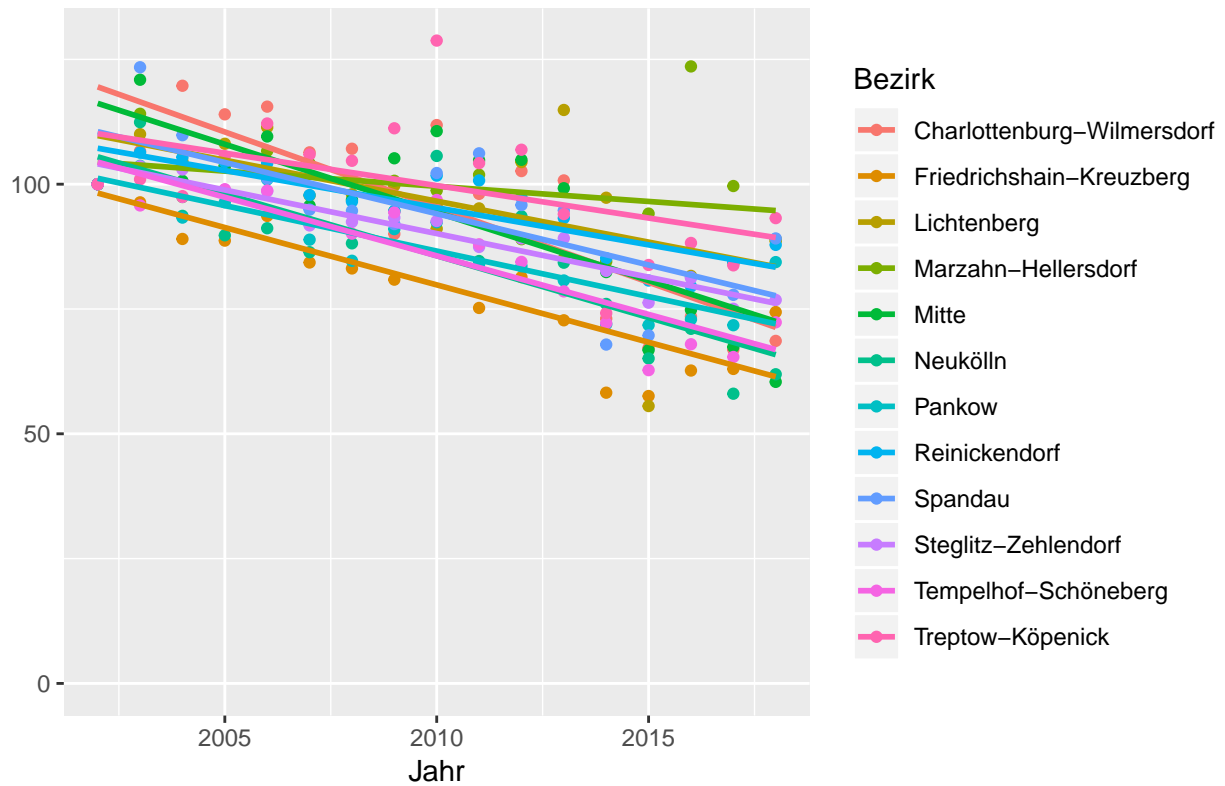 100
50
0
2005
2010
2015
Jahr
Bezirk
Charlottenburg−Wilmersdorf
Friedrichshain−Kreuzberg
Lichtenberg
Marzahn−Hellersdorf
Mitte
Neukölln
Pankow
Reinickendorf
Spandau
Steglitz−Zehlendorf
Tempelhof−Schöneberg
Treptow−Köpenick